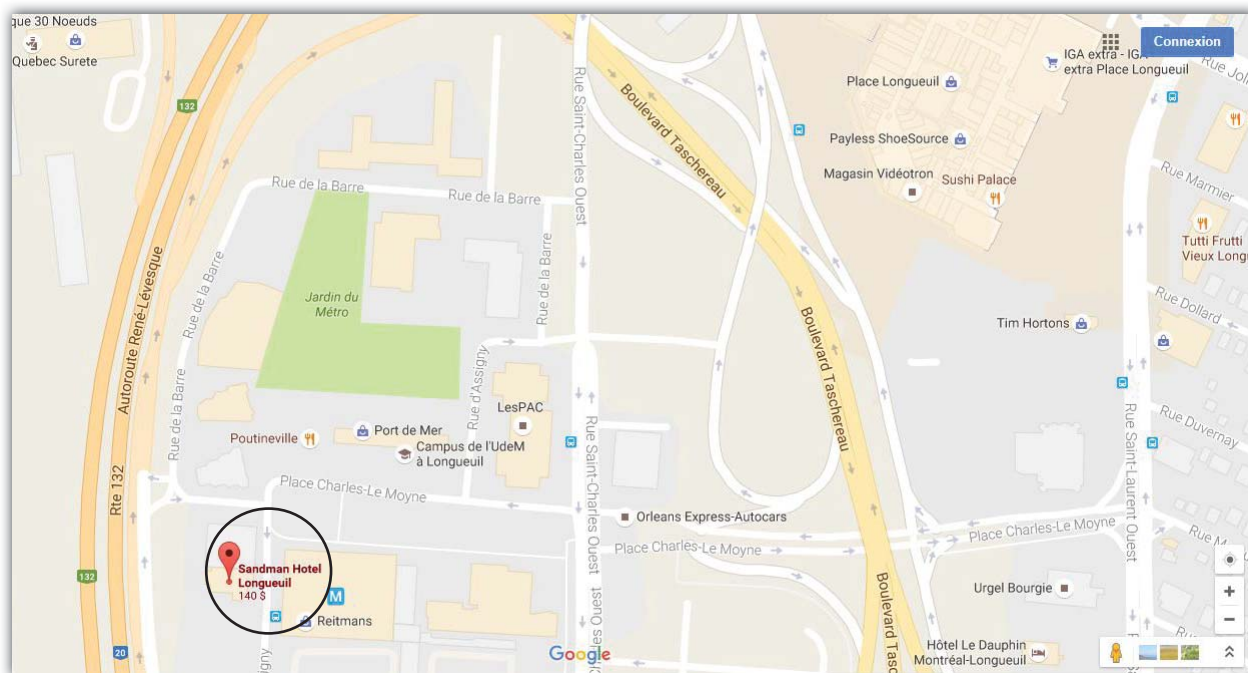 que 30 Noeuds
Quebec Surete
132
Connexion
IGA extra - IGA
extra Place Longueuil
Place Longueuil
Boulevard Taschereau
Rue Saint-Charles Ouest
Payless ShoeSource
Magasin Vidéotron
Sushi Palace
Rue Marmier
Rue de la Barre
Rue de la Barre
Tutti Frutti
Autoroute René-Lévesque
Rue de la Barre
Rue de la Barre
Jardin du
Métro
Rue Dollard
Tim Hortons
Boulevard Taschereau
Rue d'Assigny
Rue de la Barre
LesPAC
Poutineville
Port de Mer
Campus de l'UdeM
à Longueuil
Rue Saint-Charles Ouest
Rue Saint-Laurent Ouest
Rue Duvernay
Rte 132
Place Charles-Le Moyne
Orleans Express-Autocars
Place Charles-Le Moyne
Place Charles-Le Moyne
132
Sandman Hotel
Longueuil
140 $
M
Reitmans
Urgel Bourgie
20
Google
Hôtel Le Dauphin
Montréal-Longueuil